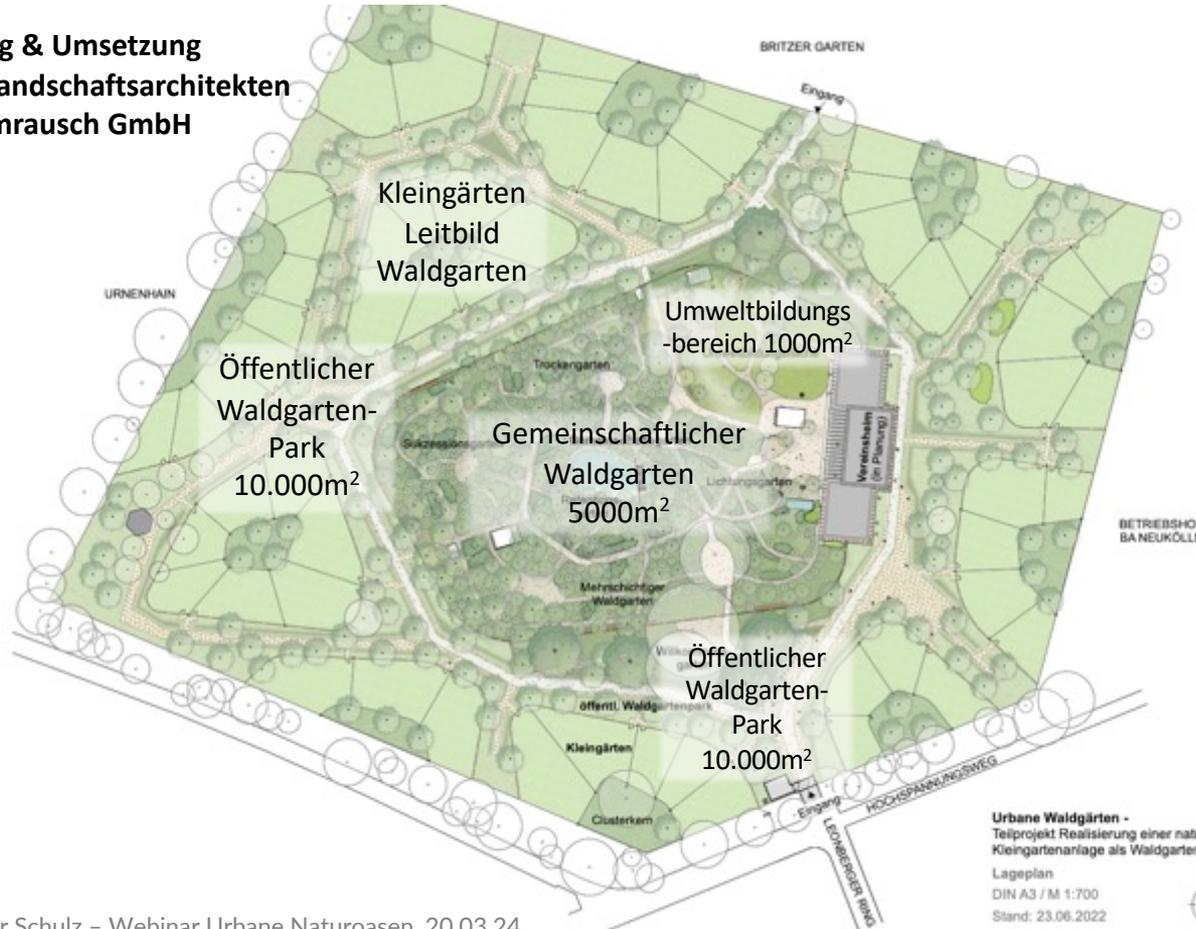 g & Umsetzung
andschaftsarchitekten
mrausch GmbH
BRITZER GARTEN
Eingang
Kleingärten
Leitbild
Waldgarten
URNENHAIN
Umweltbildungs
-bereich 1000m²
Öffentlicher
Waldgarten-
Park
10.000m²
Trockengarten
Gemeinschaftlicher
Waldgarten
5000m²
Lichtungsgarten
Vereinsheim
(in Planung)
BETRIEBSHO
BA NEUKÖLL
Mehrschichtiger
Waldgarten
Öffentlicher
Waldgarten-
Park
10.000m²
öffentl. Waldgartenpark
Kleingärten
Clusterkern
Eingang
HOCHSPANNUNGSWEG
LEONBERGER RING
Urbane Waldgärten -
Teilprojekt Realisierung einer nat
Kleingartenanlage als Waldgarte
Lageplan
DIN A3 / M 1:700
Stand: 23.06.2022
r Schulz – Webinar Urbane Naturoasen, 20.03.24